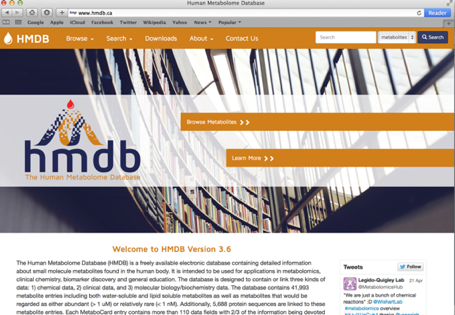 Human Metabolome Database
www.hmdb.ca
Reader
Google Apple iCloud Facebook Twitter Wikipedia Yahoo News Popular
HMDB Browse Search Downloads About Contact Us Search metabolites Search
Browse Metabolites
hmdb
Learn More
The Human Metabolome Database
Welcome to HMDB Version 3.6
The Human Metabolome Database (HMDB) is a freely available electronic database containing detailed information
about small molecule metabolites found in the human body. It is intended to be used for applications in metabolomics,
clinical chemistry, biomarker discovery and general education. The database is designed to contain or link three kinds of
data: 1) chemical data, 2) clinical data, and 3) molecular biology/biochemistry data. The database contains 41,993
metabolite entries including both water-soluble and lipid soluble metabolites as well as metabolites that would be
regarded as either abundant (> 1 uM) or relatively rare (< 1 nM). Additionally, 5,688 protein sequences are linked to these
metabolite entries. Each MetaboCard entry contains more than 110 data fields with 2/3 of the information being devoted
Tweets Follow
Legido-Quigley Lab 21 Apr
"We are just a bunch of chemical
reactions" :D
#metabolomics overview